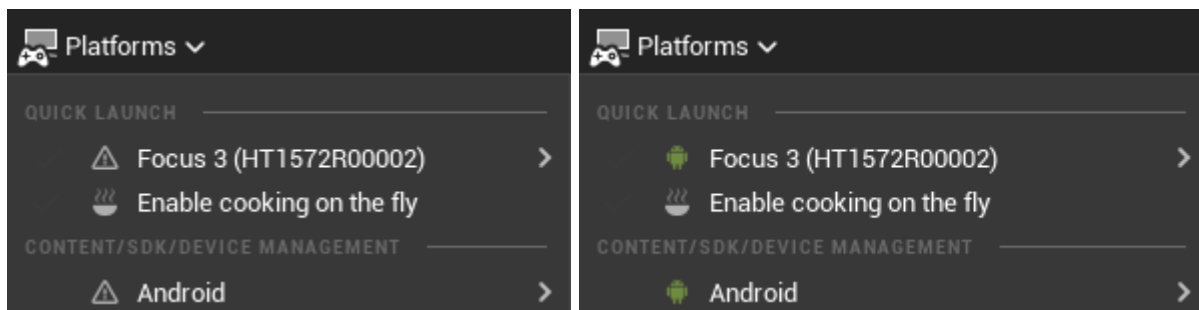 Platforms
QUICK LAUNCH
Focus 3 (HT1572R00002)
Enable cooking on the fly
CONTENT/SDK/DEVICE MANAGEMENT
Android
Platforms
QUICK LAUNCH
Focus 3 (HT1572R00002)
Enable cooking on the fly
CONTENT/SDK/DEVICE MANAGEMENT
Android